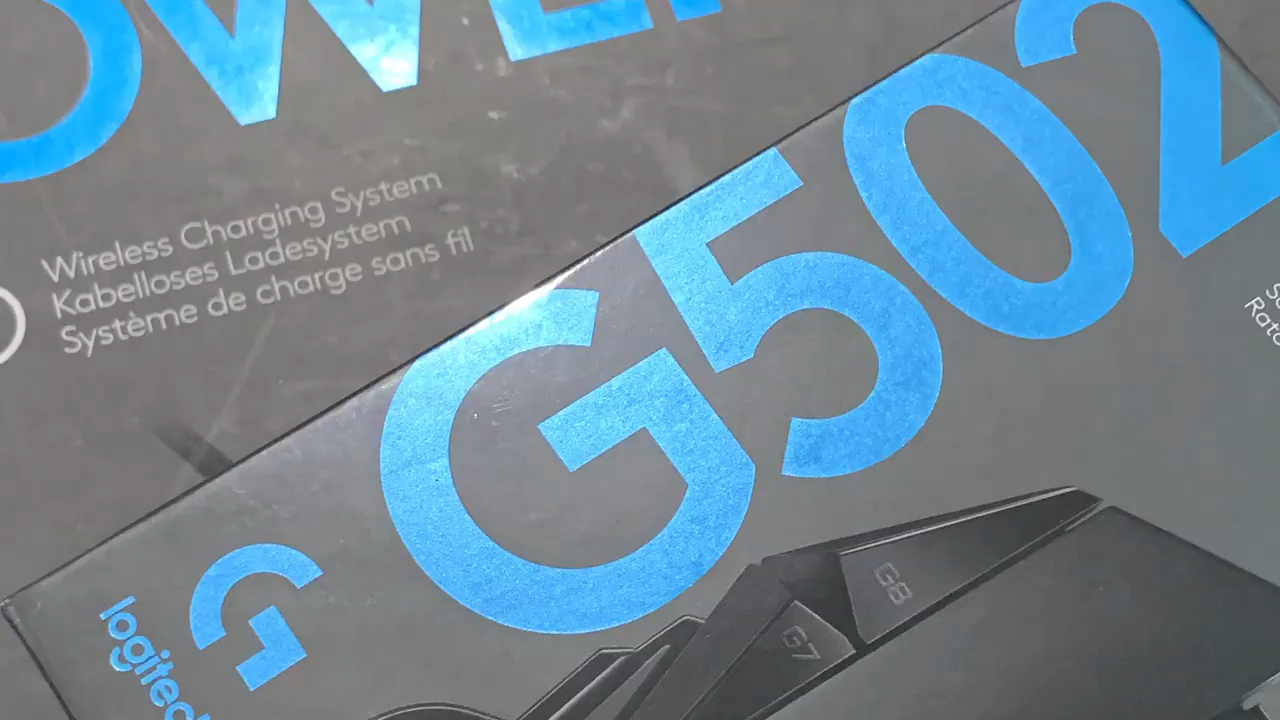 Wireless Charging System
Kabelloses Ladesystem
Système de charge sans fil
G502
G
logitech
G8
G7